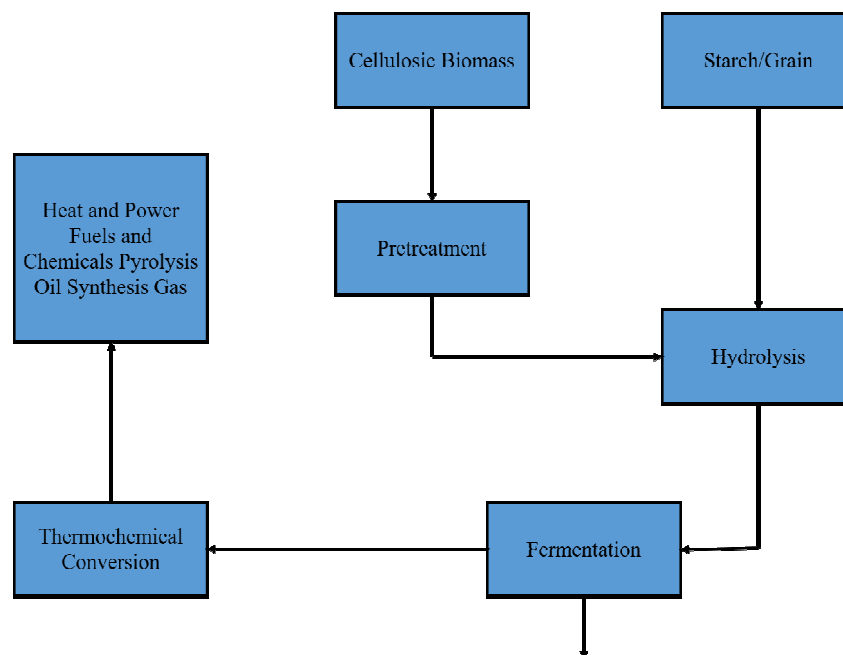 Cellulosic Biomass
Starch/Grain
Heat and Power
Fuels and
Chemicals Pyrolysis
Oil Synthesis Gas
Pretreatment
Hydrolysis
Thermochemical
Conversion
Fermentation